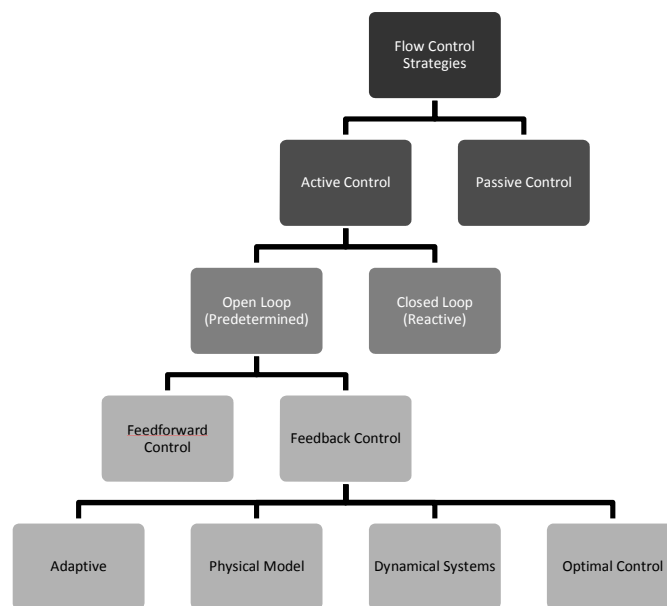 Flow Control
Strategies
Active Control
Passive Control
Open Loop
(Predetermined)
Closed Loop
(Reactive)
Feedforward
Control
Feedback Control
Adaptive
Physical Model
Dynamical Systems
Optimal Control